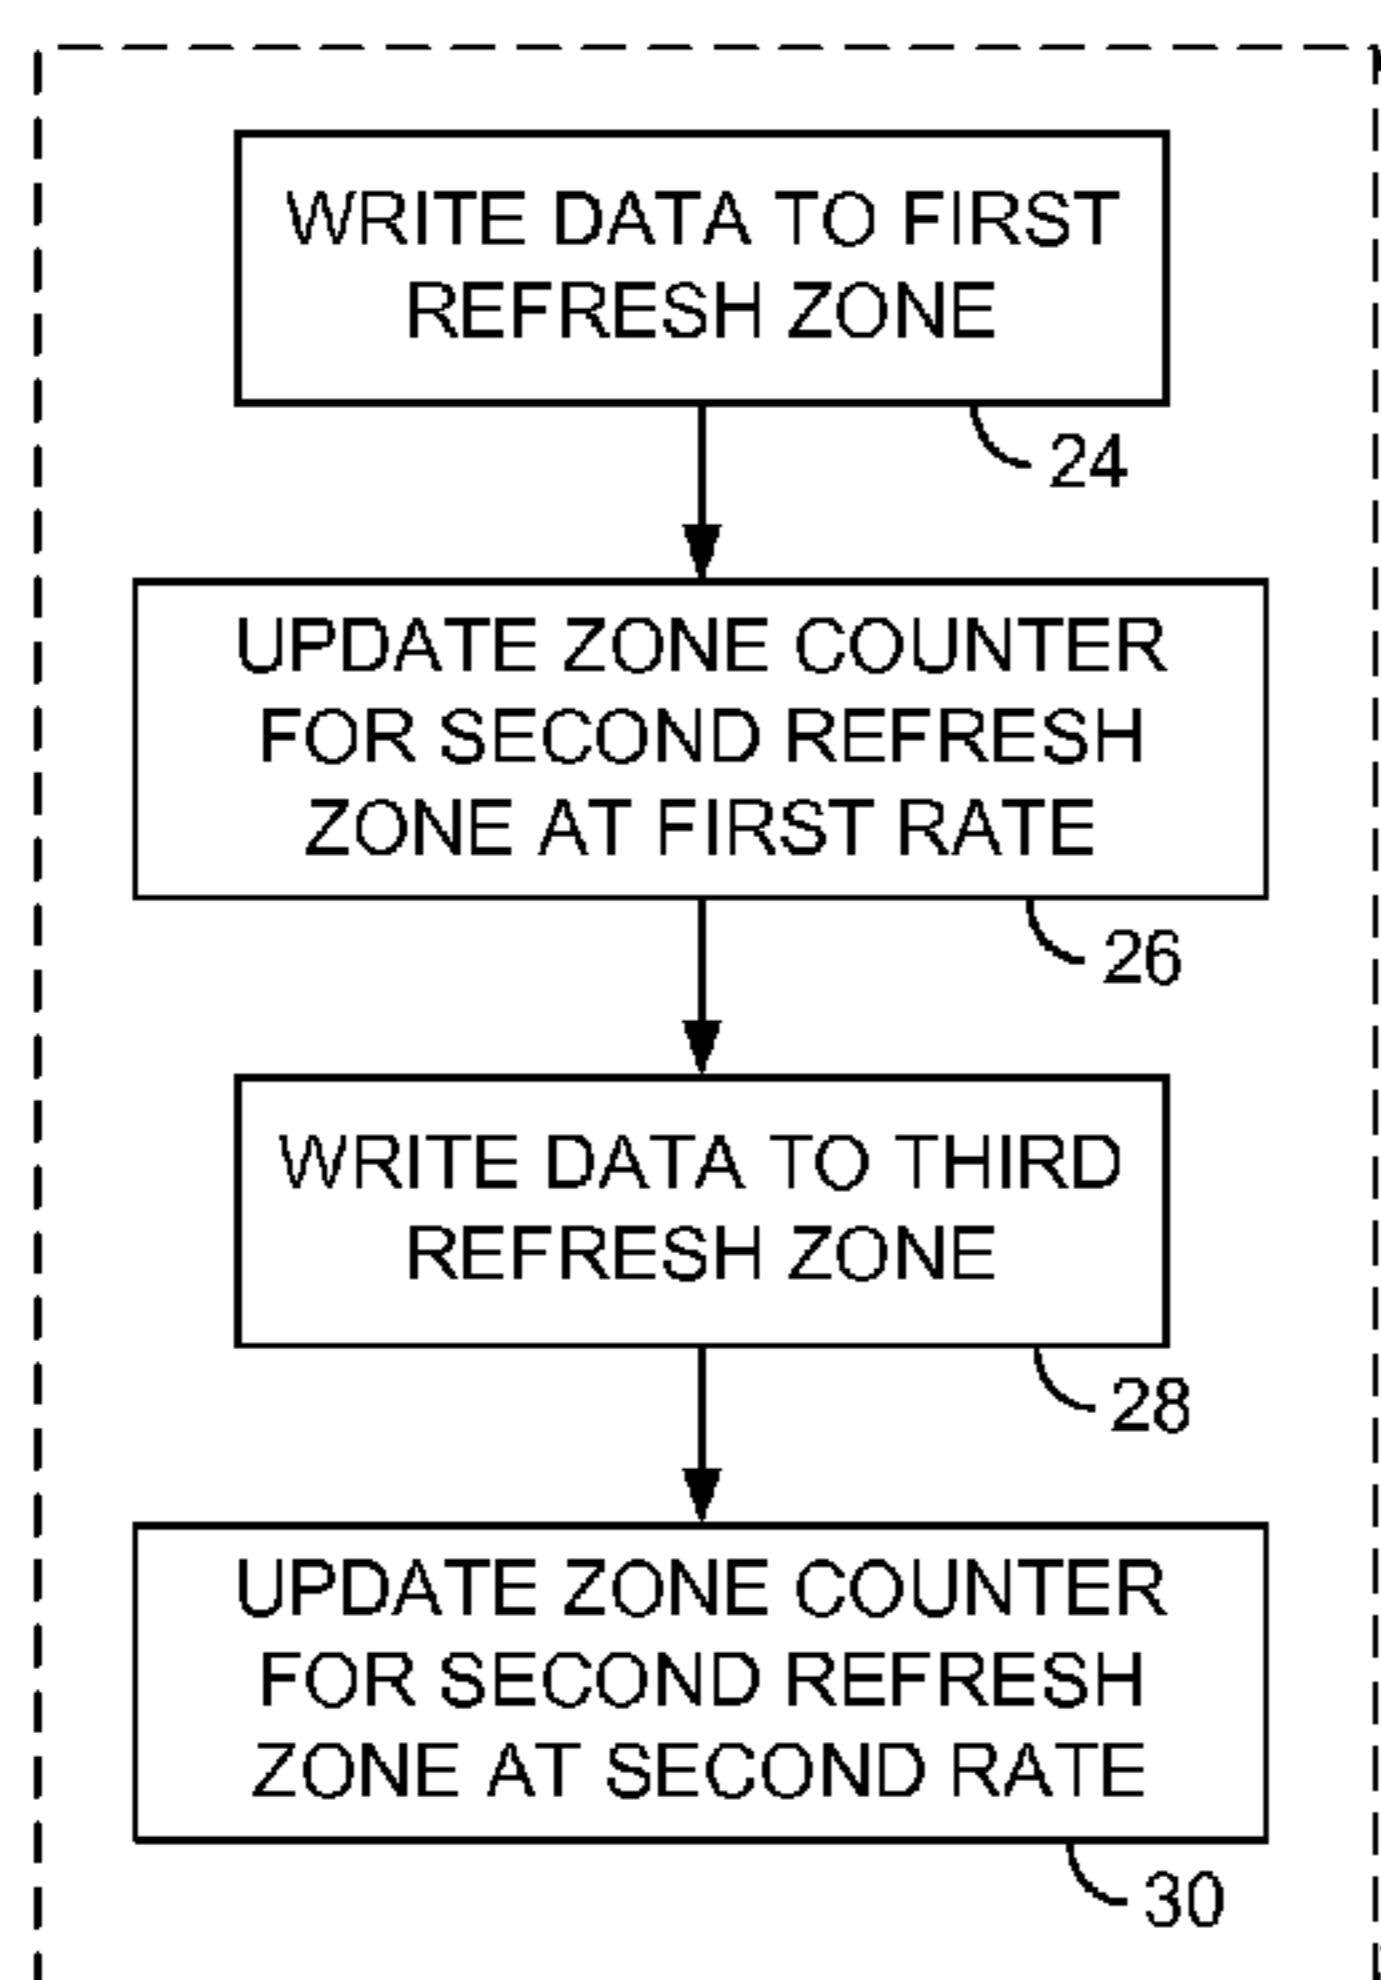 WRITE DATA TO FIRST
REFRESH ZONE
24
UPDATE ZONE COUNTER
FOR SECOND REFRESH
ZONE AT FIRST RATE
26
WRITE DATA TO THIRD
REFRESH ZONE
28
UPDATE ZONE COUNTER
FOR SECOND REFRESH
ZONE AT SECOND RATE
30